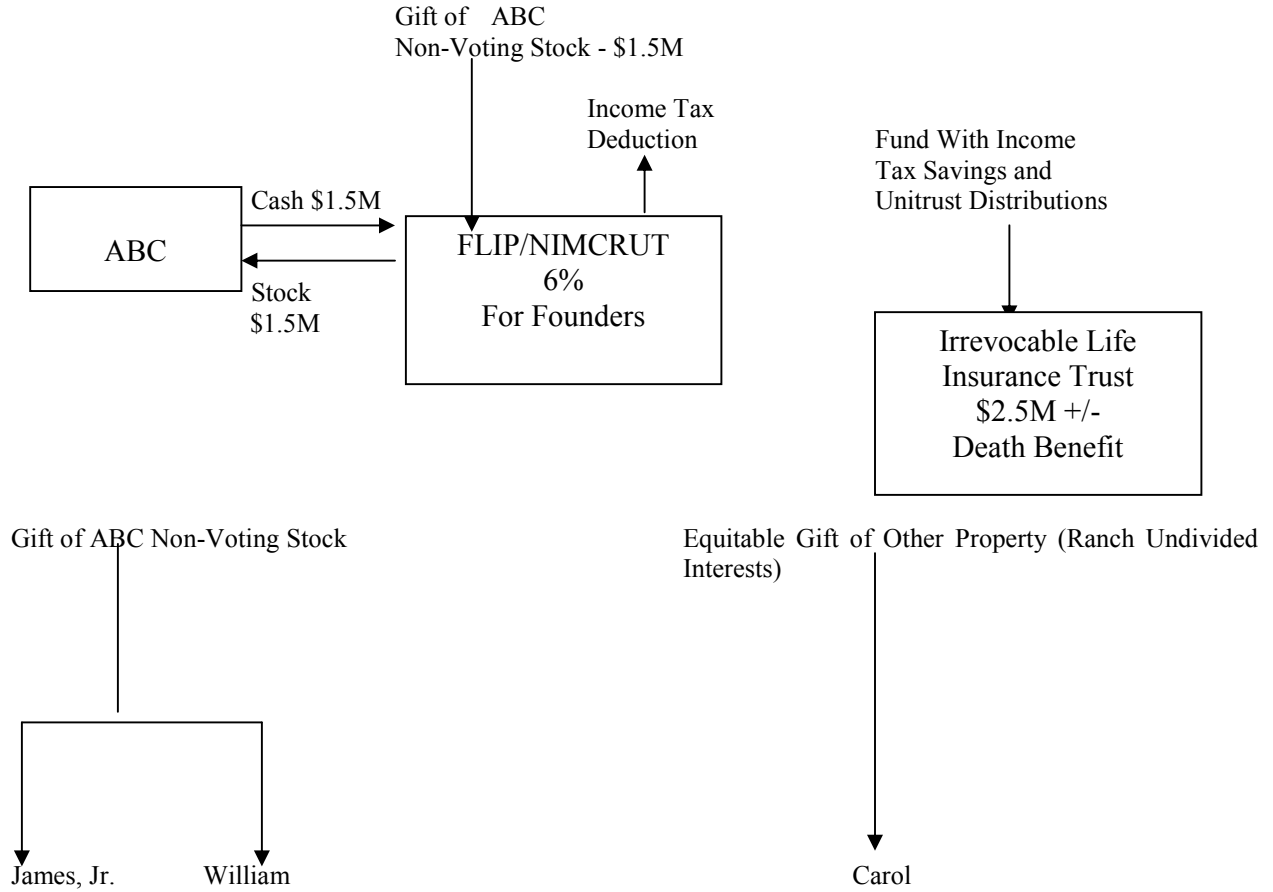 Gift of ABC
Non-Voting Stock - $1.5M
Income Tax
Deduction
Fund With Income
Tax Savings and
Unitrust Distributions
Cash $1.5M
ABC
Stock
$1.5M
FLIP/NIMCRUT
6%
For Founders
Irrevocable Life
Insurance Trust
$2.5M +/-
Death Benefit
Gift of ABC Non-Voting Stock
Equitable Gift of Other Property (Ranch Undivided
Interests)
James, Jr.
William
Carol